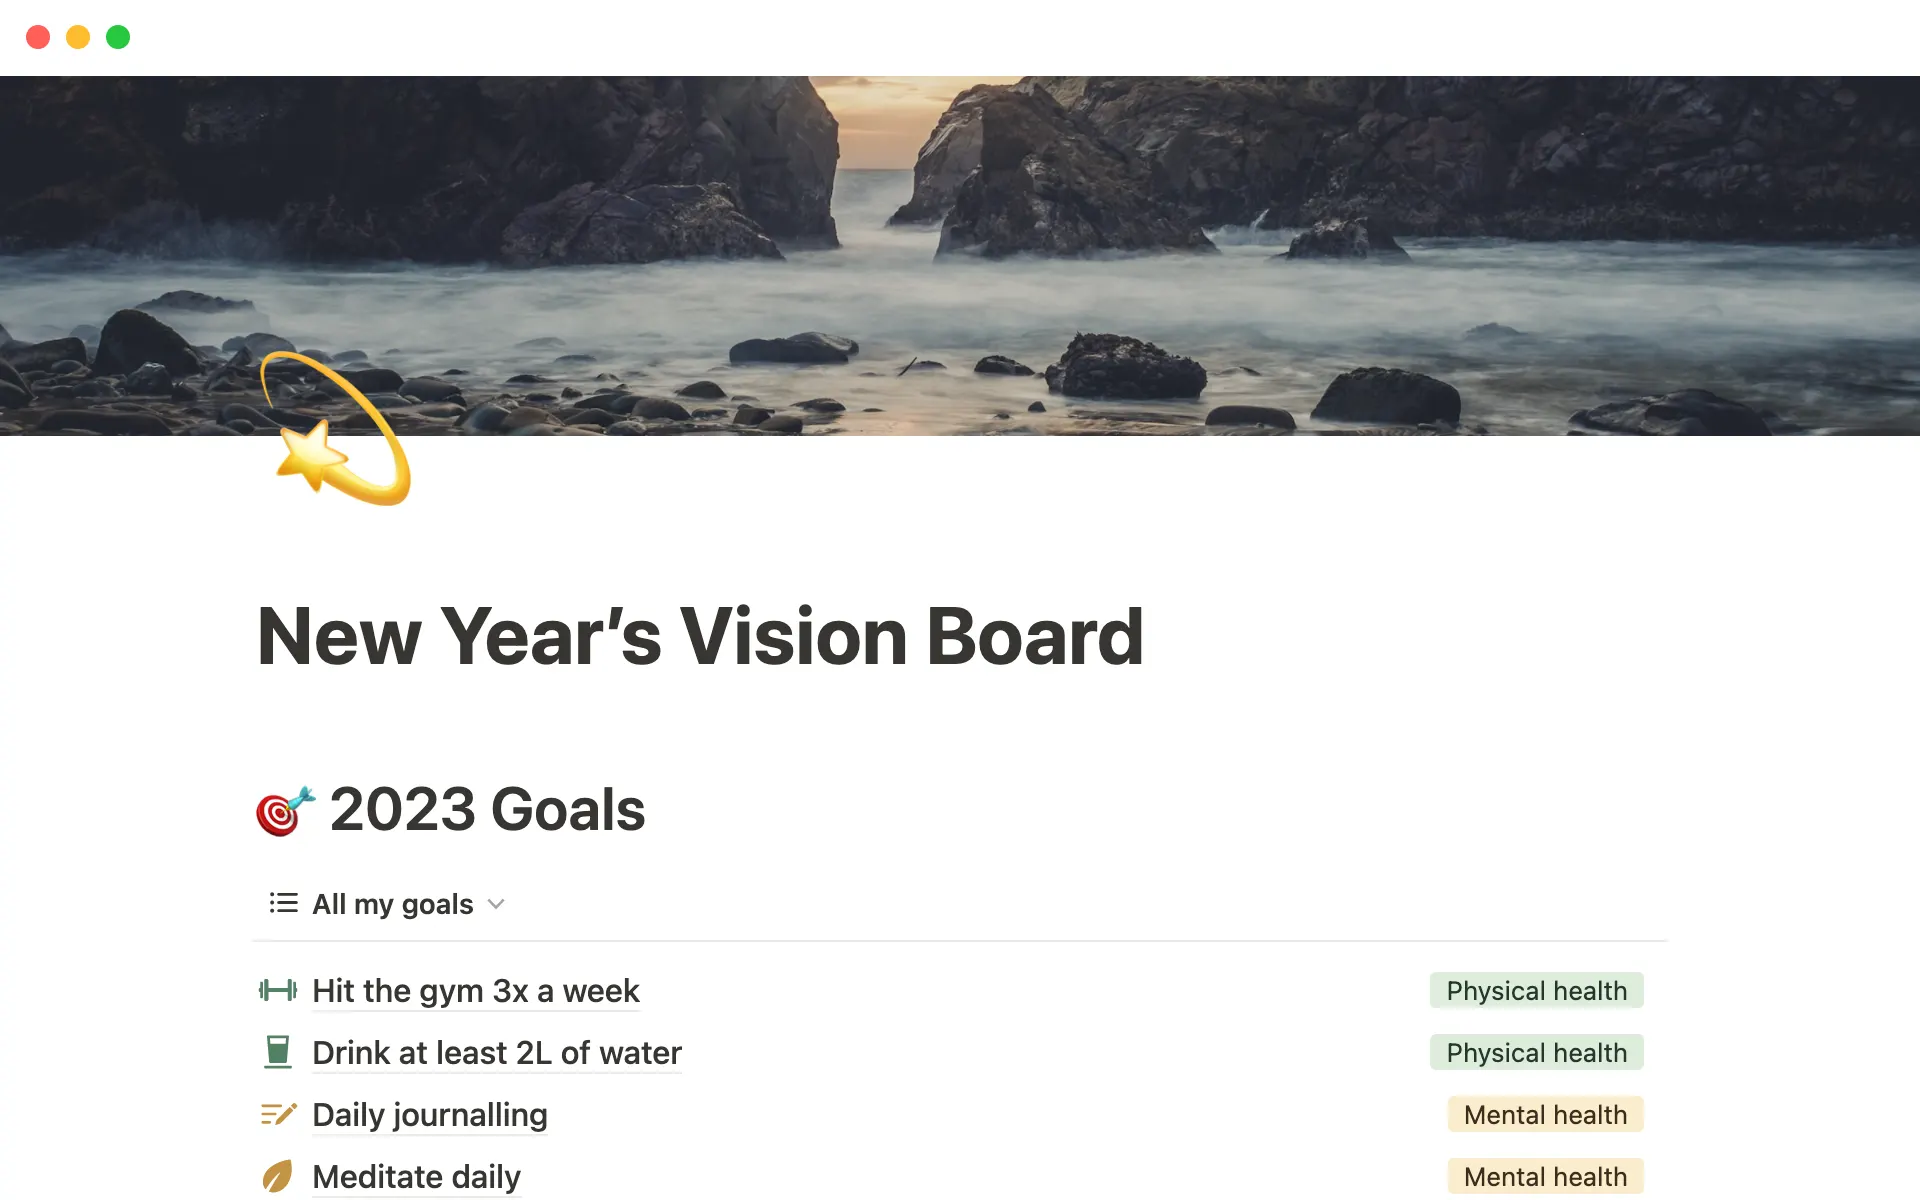 New Year’s Vision Board
2023 Goals
All my goals
Hit the gym 3x a week Physical health
Drink at least 2L of water Physical health
Daily journalling Mental health
Meditate daily Mental health